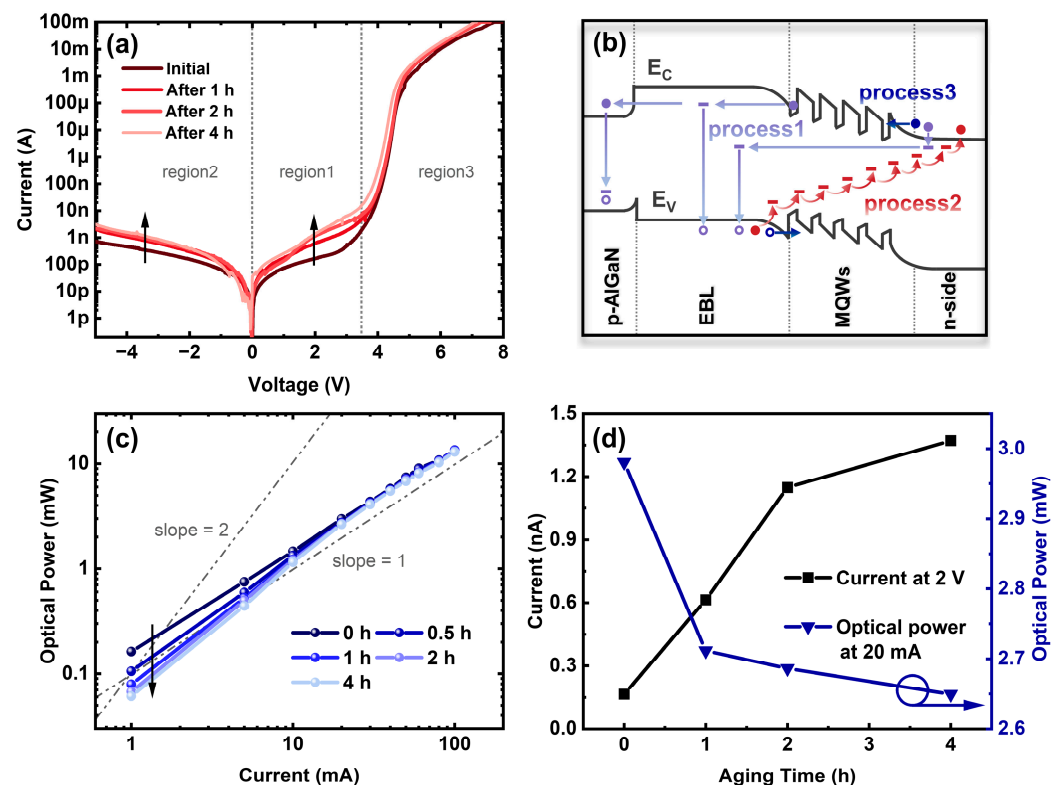 (a)
100m
10m
1m
100μ
10μ
1μ
100n
10n
1n
100p
10p
1p
Current (A)
Initial
After 1 h
After 2 h
After 4 h
region2
region1
region3
−4
−2
0
2
4
6
8
Voltage (V)
(b)
E_C
process3
process1
process2
E_V
p-AlGaN
EBL
MQWs
n-side
(c)
10
1
0.1
Optical Power (mW)
slope = 2
slope = 1
0 h
0.5 h
1 h
2 h
4 h
1
10
100
Current (mA)
(d)
1.5
1.2
0.9
0.6
0.3
0.0
Current (nA)
Current at 2 V
Optical power
at 20 mA
3.0
2.9
2.8
2.7
2.6
Optical Power (mW)
0
1
2
3
4
Aging Time (h)